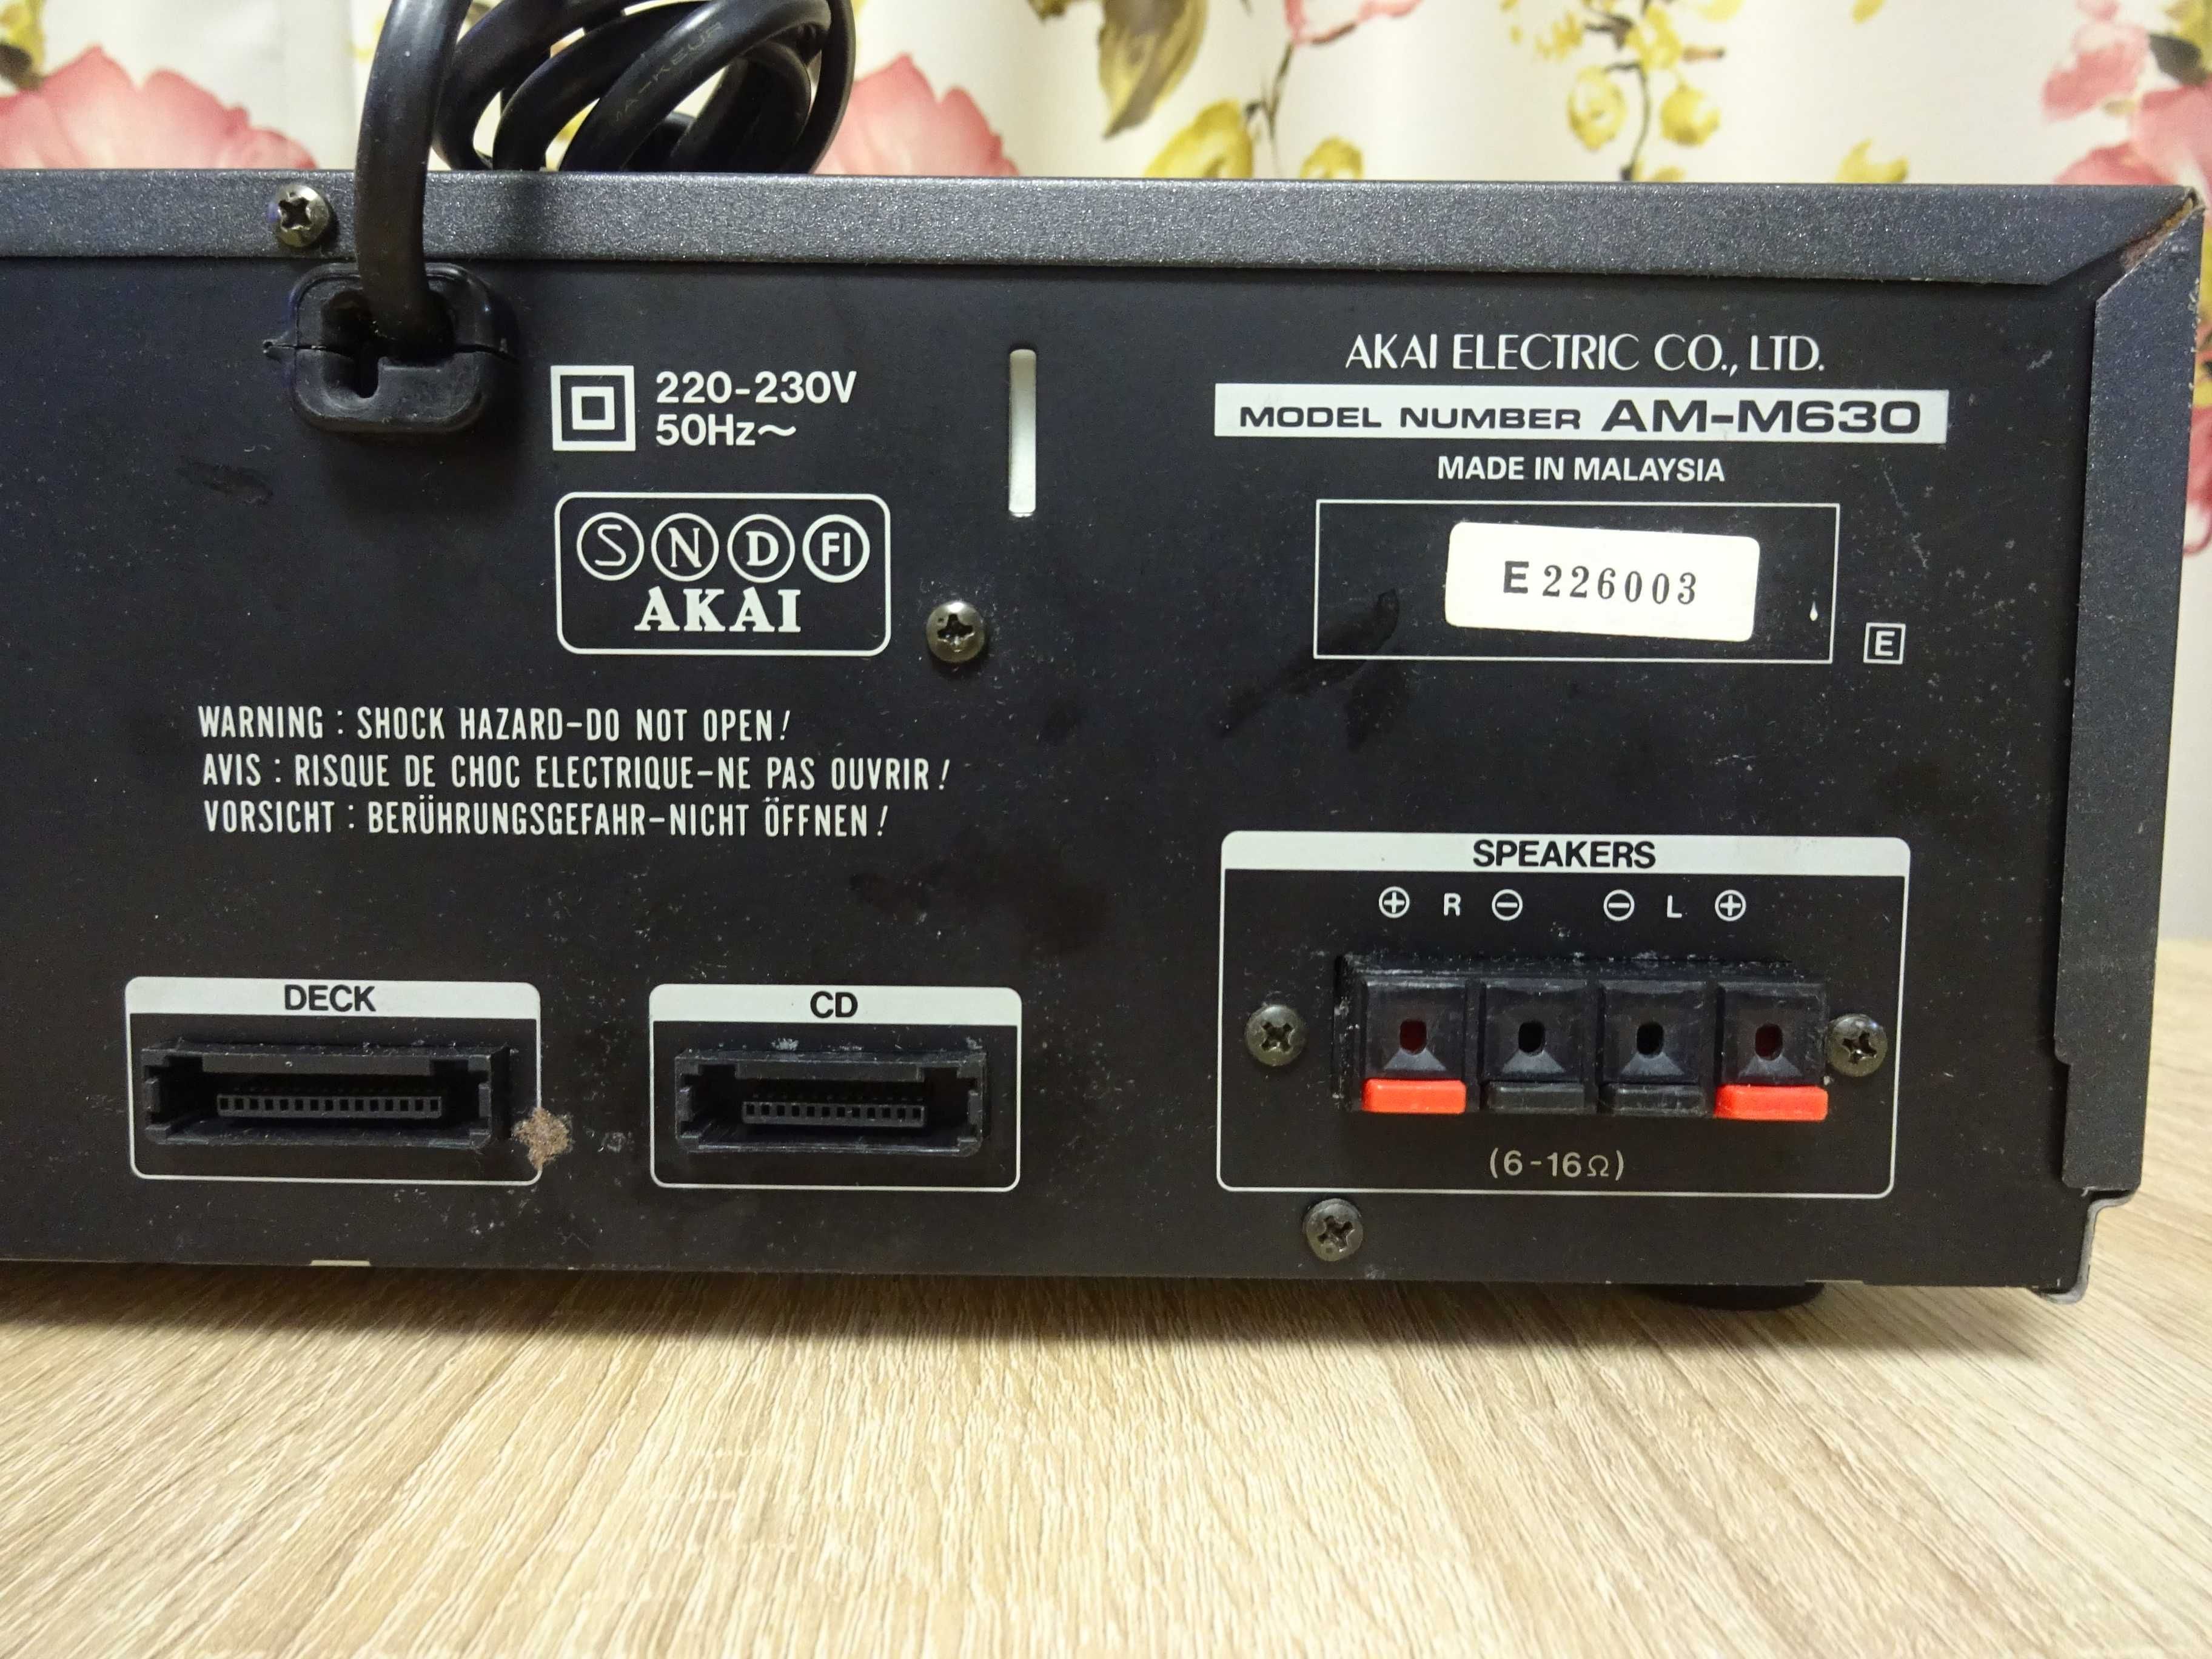 220-230V
50Hz~
S N D FI
AKAI
AKAI ELECTRIC CO., LTD.
MODEL NUMBER AM-M630
MADE IN MALAYSIA
E 226003
E
WARNING : SHOCK HAZARD-DO NOT OPEN!
AVIS : RISQUE DE CHOC ELECTRIQUE-NE PAS OUVRIR!
VORSICHT : BERÜHRUNGSGEFAHR-NICHT ÖFFNEN!
DECK
CD
SPEAKERS
⊕ R ⊖ ⊖ L ⊕
(6-16Ω)